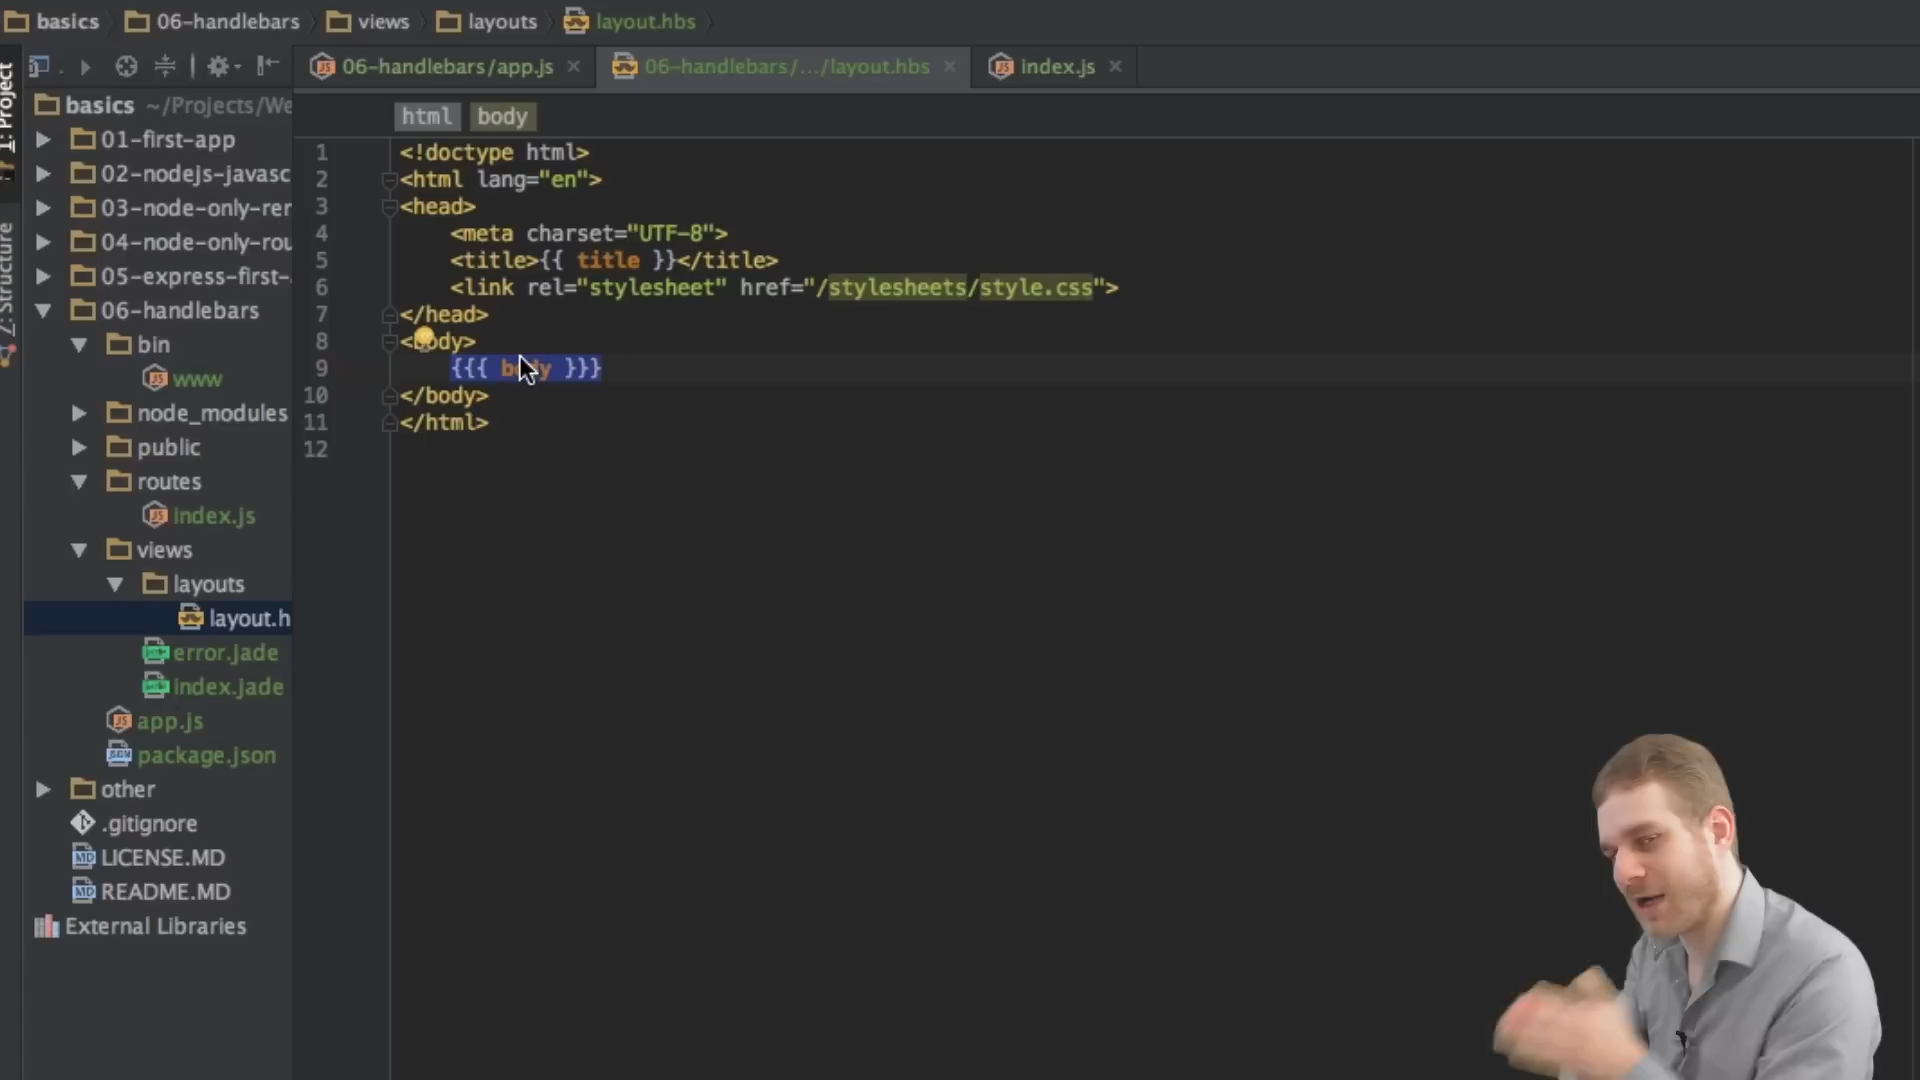 basics 06-handlebars views layouts layout.hbs
06-handlebars/app.js 06-handlebars/.../layout.hbs index.js
1: Project
Structure
basics ~/Projects/We
01-first-app
02-nodejs-javasc
03-node-only-rer
04-node-only-rou
05-express-first-
06-handlebars
bin
www
node_modules
public
routes
index.js
views
layouts
layout.h
error.jade
index.jade
app.js
package.json
other
.gitignore
LICENSE.MD
README.MD
External Libraries
html body
1 <!doctype html>
2 <html lang="en">
3 <head>
4 <meta charset="UTF-8">
5 <title>{{ title }}</title>
6 <link rel="stylesheet" href="/stylesheets/style.css">
7 </head>
8 <body>
9 {{{ body }}}
10 </body>
11 </html>
12